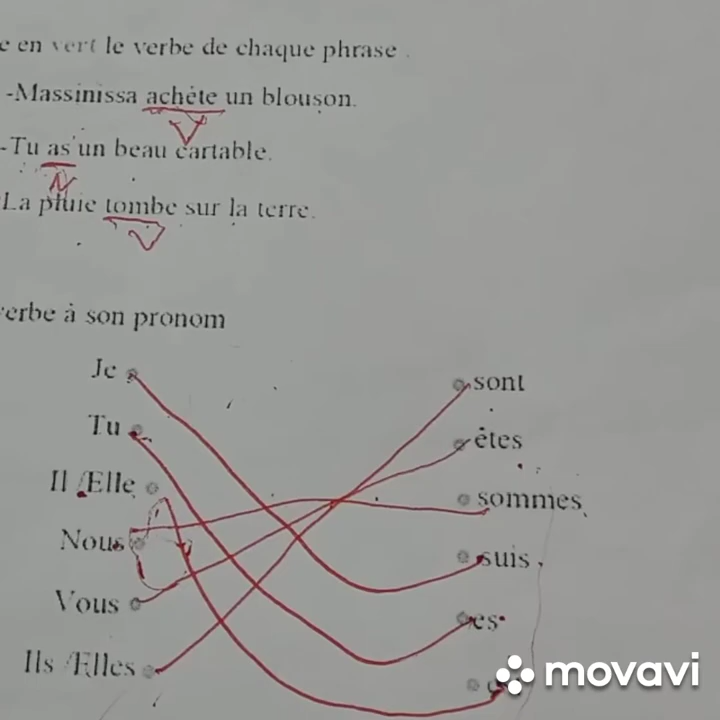 e en vert le verbe de chaque phrase.
-Massinissa achète un blouson.
V
-Tu as un beau cartable.
La pluie tombe sur la terre.
V
verbe à son pronom
Je sont
Tu êtes
Il /Elle sommes
Nous suis
Vous es
Ils /Elles
movavi